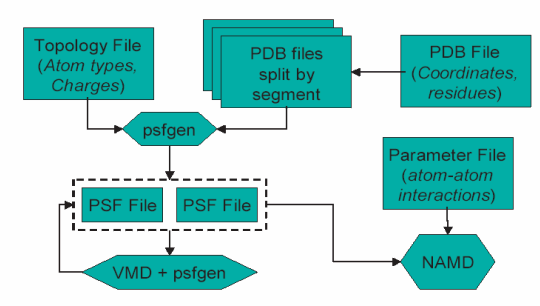 Topology File
(Atom types,
Charges)
PDB files
split by
segment
PDB File
(Coordinates,
residues)
psfgen
Parameter File
(atom-atom
interactions)
PSF File
PSF File
VMD + psfgen
NAMD